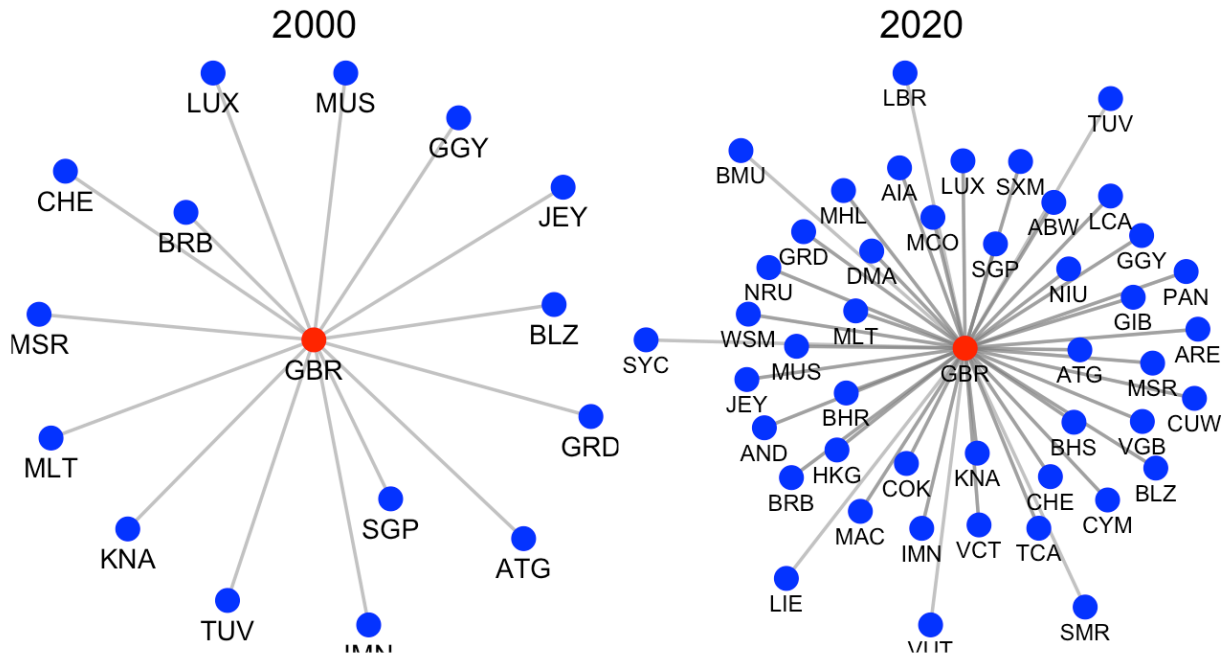 2000
LUX
MUS
GGY
CHE
JEY
BRB
MSR
BLZ
GBR
GRD
MLT
SGP
KNA
ATG
TUV
IMN
2020
LBR
TUV
BMU
AIA
LUX
SXM
MHL
MCO
ABW
LCA
GRD
DMA
SGP
GGY
NRU
NIU
PAN
GIB
WSM
MLT
ARE
SYC
MUS
GBR
ATG
MSR
JEY
BHR
CUW
AND
HKG
BHS
VGB
BRB
COK
KNA
CHE
BLZ
MAC
CYM
IMN
VCT
TCA
LIE
SMR
VUT